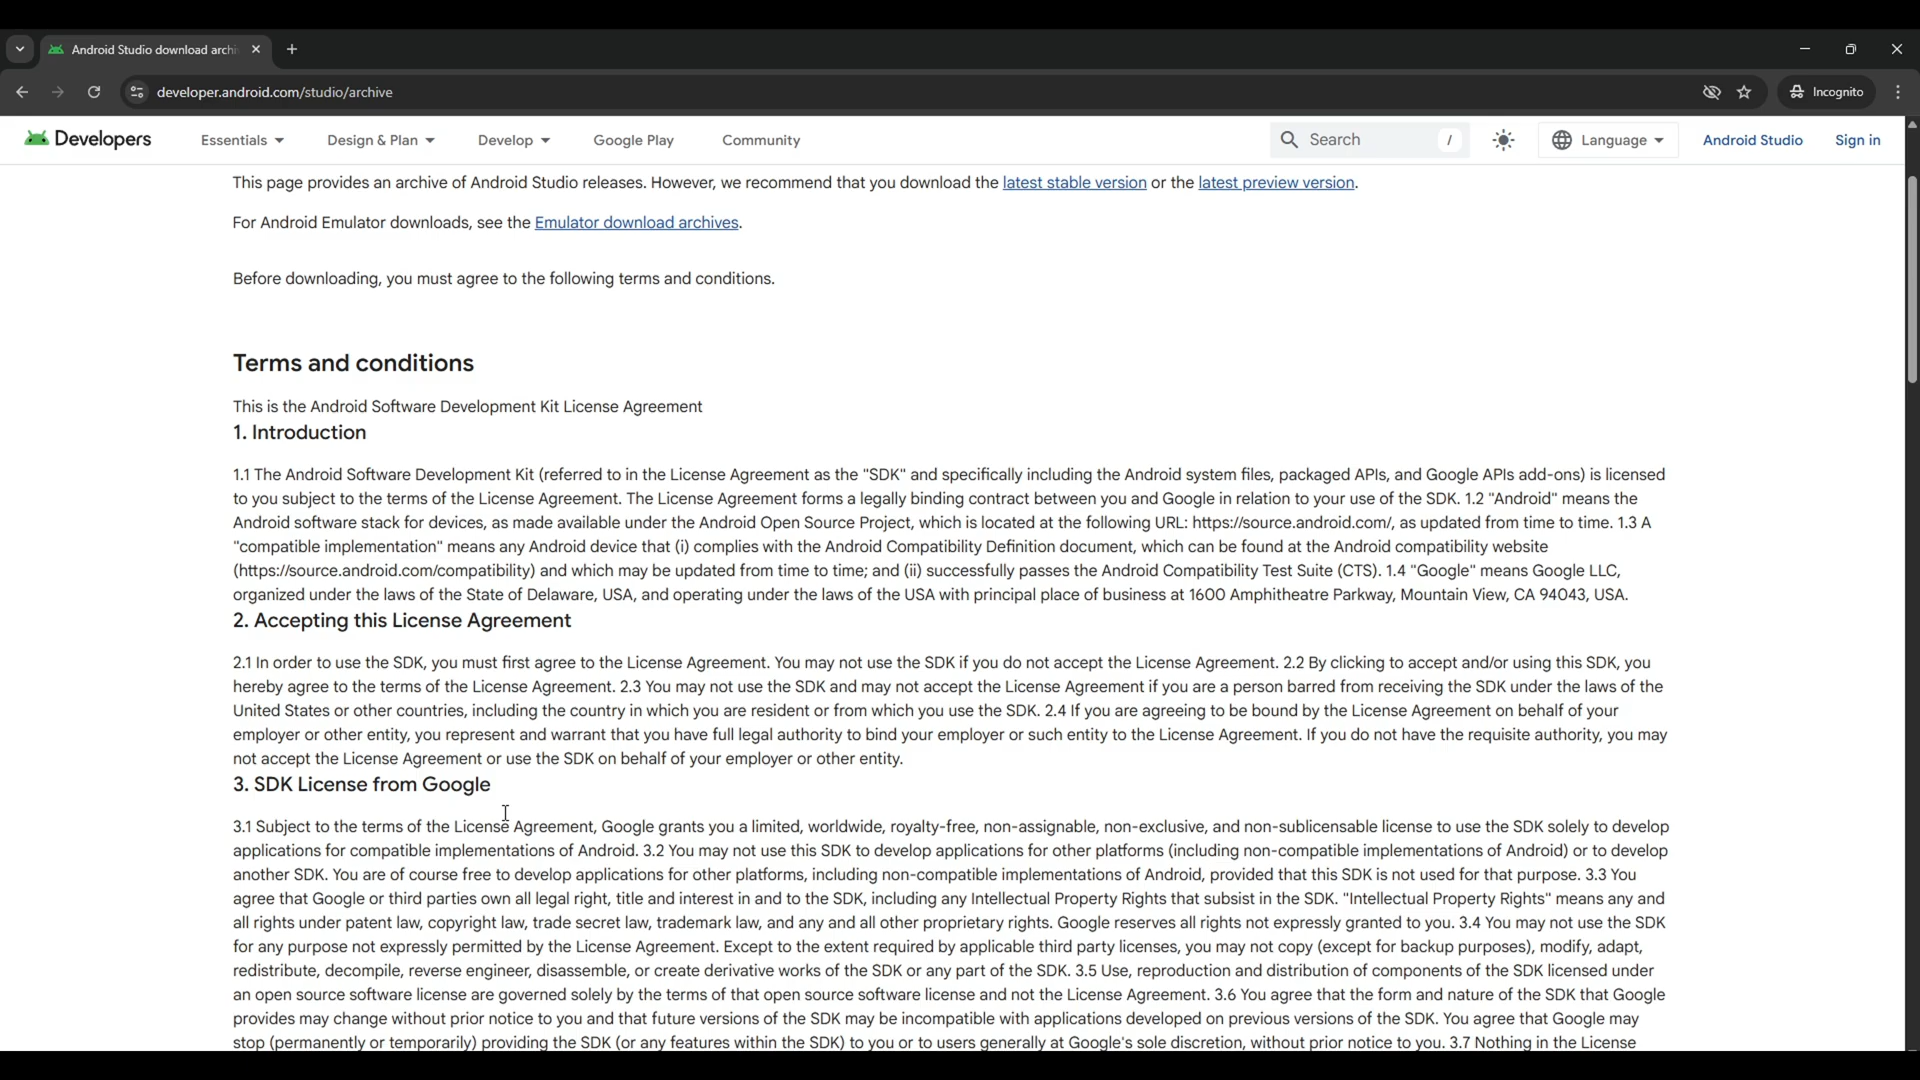 Android Studio download archi
developer.android.com/studio/archive
Incognito
Developers
Essentials
Design & Plan
Develop
Google Play
Community
Search
/
Language
Android Studio
Sign in
This page provides an archive of Android Studio releases. However, we recommend that you download the latest stable version or the latest preview version.
For Android Emulator downloads, see the Emulator download archives.
Before downloading, you must agree to the following terms and conditions.
Terms and conditions
This is the Android Software Development Kit License Agreement
1. Introduction
1.1 The Android Software Development Kit (referred to in the License Agreement as the "SDK" and specifically including the Android system files, packaged APIs, and Google APIs add-ons) is licensed
to you subject to the terms of the License Agreement. The License Agreement forms a legally binding contract between you and Google in relation to your use of the SDK. 1.2 "Android" means the
Android software stack for devices, as made available under the Android Open Source Project, which is located at the following URL: https://source.android.com/, as updated from time to time. 1.3 A
"compatible implementation" means any Android device that (i) complies with the Android Compatibility Definition document, which can be found at the Android compatibility website
(https://source.android.com/compatibility) and which may be updated from time to time; and (ii) successfully passes the Android Compatibility Test Suite (CTS). 1.4 "Google" means Google LLC,
organized under the laws of the State of Delaware, USA, and operating under the laws of the USA with principal place of business at 1600 Amphitheatre Parkway, Mountain View, CA 94043, USA.
2. Accepting this License Agreement
2.1 In order to use the SDK, you must first agree to the License Agreement. You may not use the SDK if you do not accept the License Agreement. 2.2 By clicking to accept and/or using this SDK, you
hereby agree to the terms of the License Agreement. 2.3 You may not use the SDK and may not accept the License Agreement if you are a person barred from receiving the SDK under the laws of the
United States or other countries, including the country in which you are resident or from which you use the SDK. 2.4 If you are agreeing to be bound by the License Agreement on behalf of your
employer or other entity, you represent and warrant that you have full legal authority to bind your employer or such entity to the License Agreement. If you do not have the requisite authority, you may
not accept the License Agreement or use the SDK on behalf of your employer or other entity.
3. SDK License from Google
3.1 Subject to the terms of the License Agreement, Google grants you a limited, worldwide, royalty-free, non-assignable, non-exclusive, and non-sublicensable license to use the SDK solely to develop
applications for compatible implementations of Android. 3.2 You may not use this SDK to develop applications for other platforms (including non-compatible implementations of Android) or to develop
another SDK. You are of course free to develop applications for other platforms, including non-compatible implementations of Android, provided that this SDK is not used for that purpose. 3.3 You
agree that Google or third parties own all legal right, title and interest in and to the SDK, including any Intellectual Property Rights that subsist in the SDK. "Intellectual Property Rights" means any and
all rights under patent law, copyright law, trade secret law, trademark law, and any and all other proprietary rights. Google reserves all rights not expressly granted to you. 3.4 You may not use the SDK
for any purpose not expressly permitted by the License Agreement. Except to the extent required by applicable third party licenses, you may not copy (except for backup purposes), modify, adapt,
redistribute, decompile, reverse engineer, disassemble, or create derivative works of the SDK or any part of the SDK. 3.5 Use, reproduction and distribution of components of the SDK licensed under
an open source software license are governed solely by the terms of that open source software license and not the License Agreement. 3.6 You agree that the form and nature of the SDK that Google
provides may change without prior notice to you and that future versions of the SDK may be incompatible with applications developed on previous versions of the SDK. You agree that Google may
stop (permanently or temporarily) providing the SDK (or any features within the SDK) to you or to users generally at Google's sole discretion, without prior notice to you. 3.7 Nothing in the License